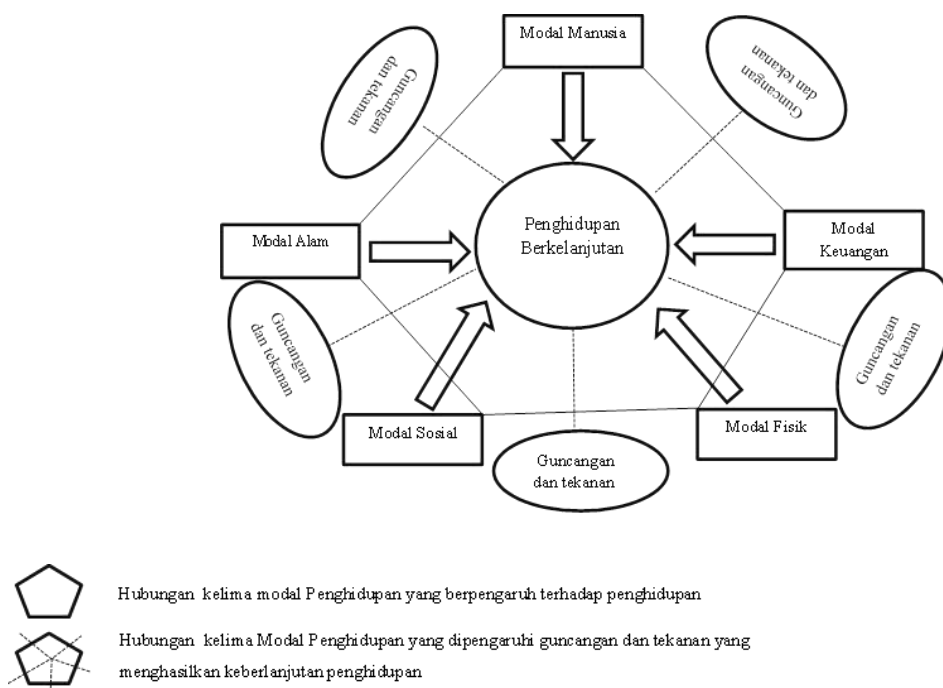 Modal Manusia
Guncangan
dan tekanan
Guncangan
dan tekanan
Penghidupan
Berkelanjutan
Modal Alam
Modal
Keuangan
Guncangan
dan tekanan
Guncangan
dan tekanan
Modal Sosial
Modal Fisik
Guncangan
dan tekanan
Hubungan kelima modal Penghidupan yang berpengaruh terhadap penghidupan
Hubungan kelima Modal Penghidupan yang dipengaruhi guncangan dan tekanan yang
menghasilkan keberlanjutan penghidupan